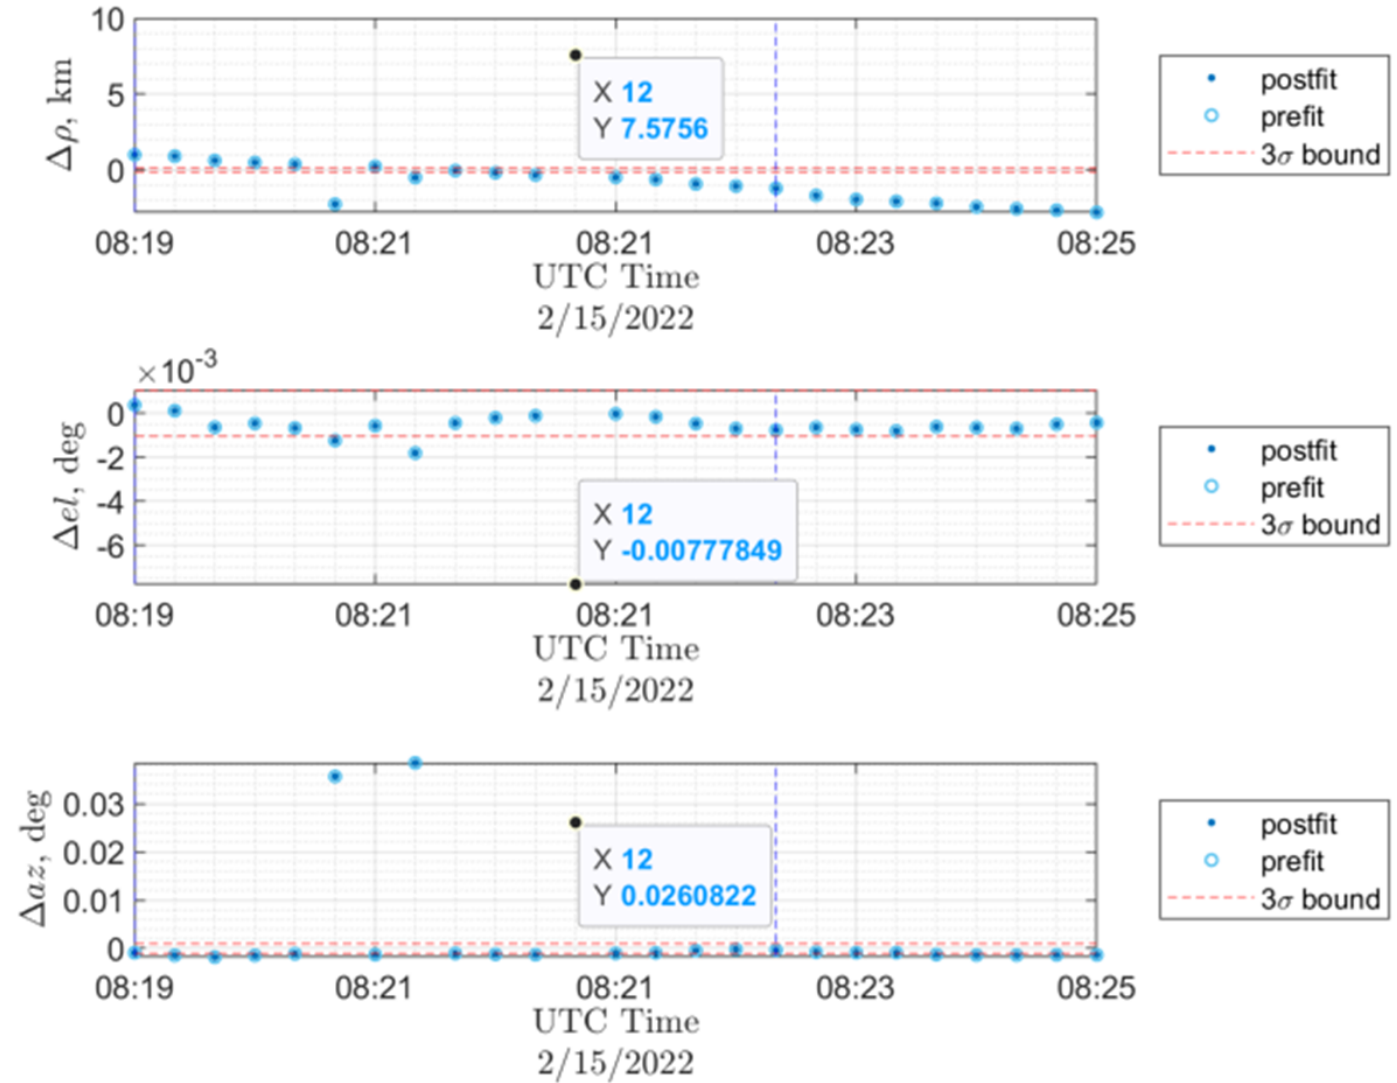 10
5
0
Δρ, km
X 12
Y 7.5756
postfit
prefit
3σ bound
08:19 08:21 08:21 08:23 08:25
UTC Time
2/15/2022
×10-3
0
-2
-4
-6
Δel, deg
X 12
Y -0.00777849
postfit
prefit
3σ bound
08:19 08:21 08:21 08:23 08:25
UTC Time
2/15/2022
0.03
0.02
0.01
0
Δaz, deg
X 12
Y 0.0260822
postfit
prefit
3σ bound
08:19 08:21 08:21 08:23 08:25
UTC Time
2/15/2022